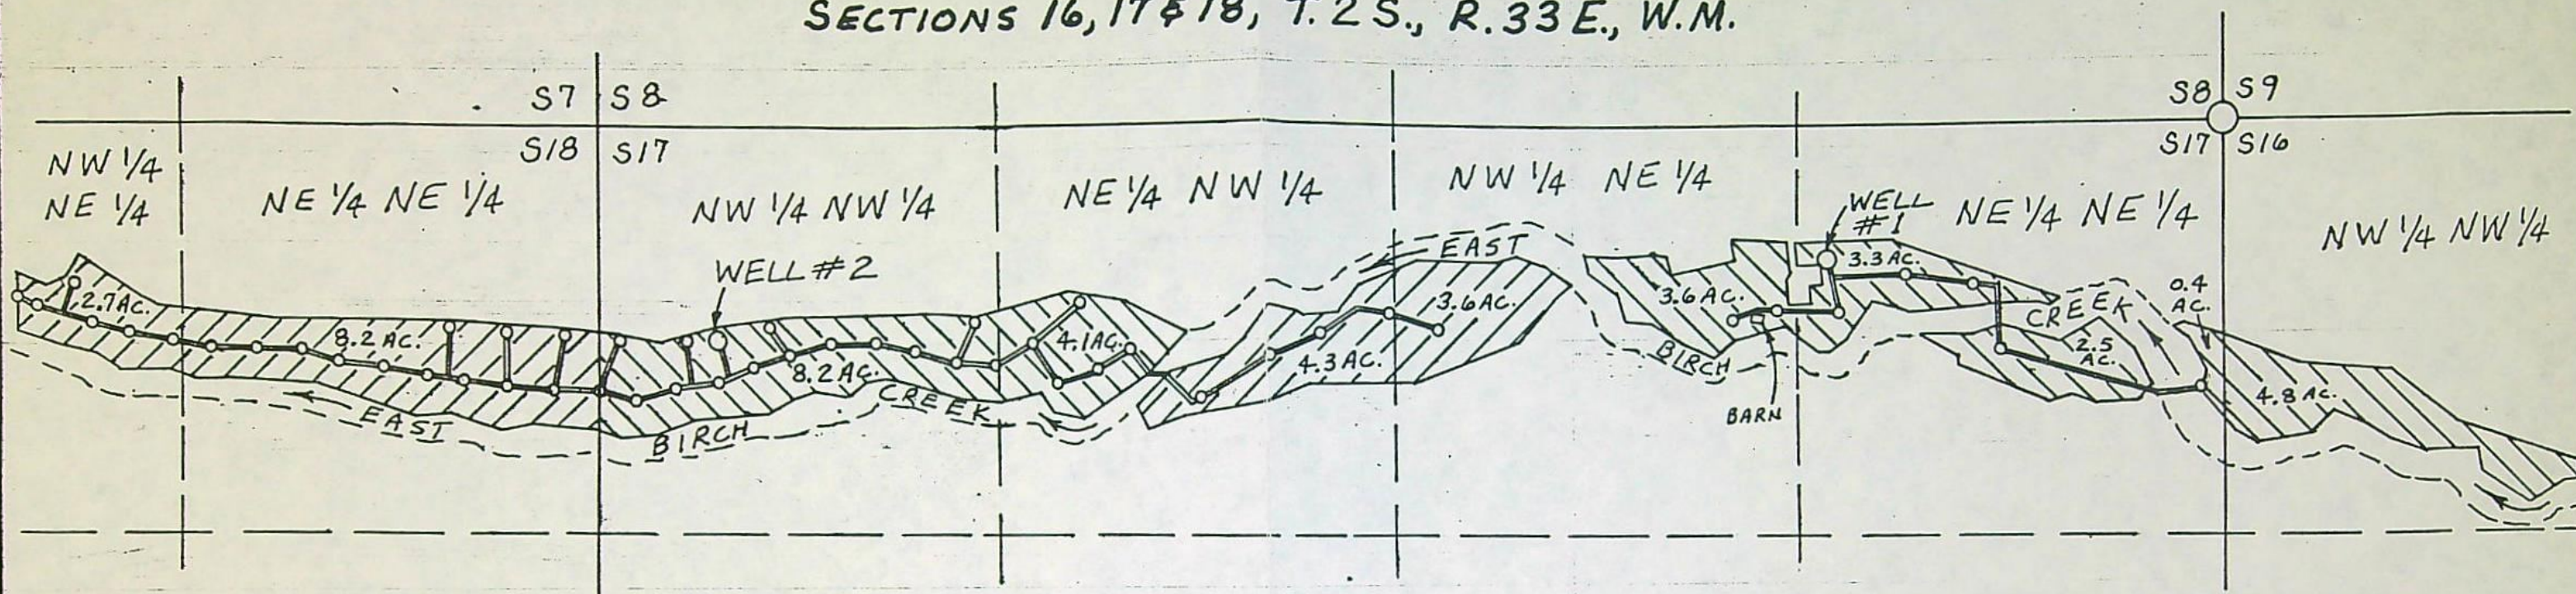 SECTIONS 16, 17 & 18, T. 2 S., R. 33 E., W.M.
S7 S8
S8 S9
S18 S17
S17 S16
NW 1/4
NE 1/4
NE 1/4 NE 1/4
NW 1/4 NW 1/4
NE 1/4 NW 1/4
NW 1/4 NE 1/4
NE 1/4 NE 1/4
NW 1/4 NW 1/4
WELL
#1
WELL #2
EAST
3.3 AC.
2.7 AC.
8.2 AC.
8.2 AC.
4.1 AC.
4.3 AC.
3.6 AC.
3.6 AC.
CREEK
0.4
AC.
2.5
AC.
4.8 AC.
BIRCH
BARN
EAST
BIRCH
CREEK